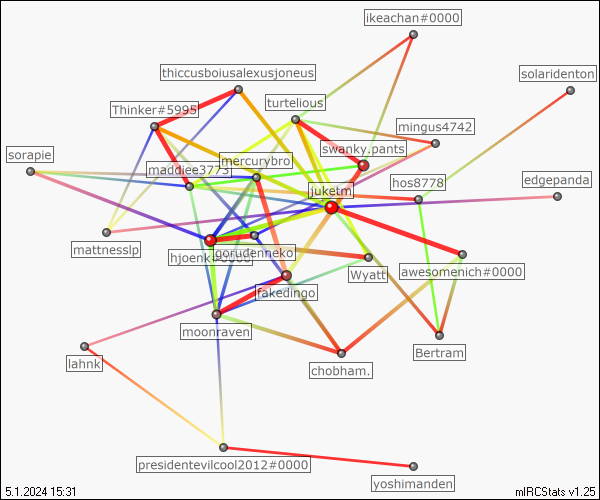 ikeachan#0000
thiccusboiusalexusjoneus
solaridenton
Thinker#5995
turtelious
mingus4742
swanky.pants
sorapie
mercurybro
maddiee3773
hos8778
juketm
edgepanda
mattnesslp
gorudenneko
hjoenk#0000
Wyatt
awesomenich#0000
fakedingo
moonraven
Bertram
lahnk
chobham.
presidentevilcool2012#0000
yoshimanden
5.1.2024 15:31
mIRCStats v1.25